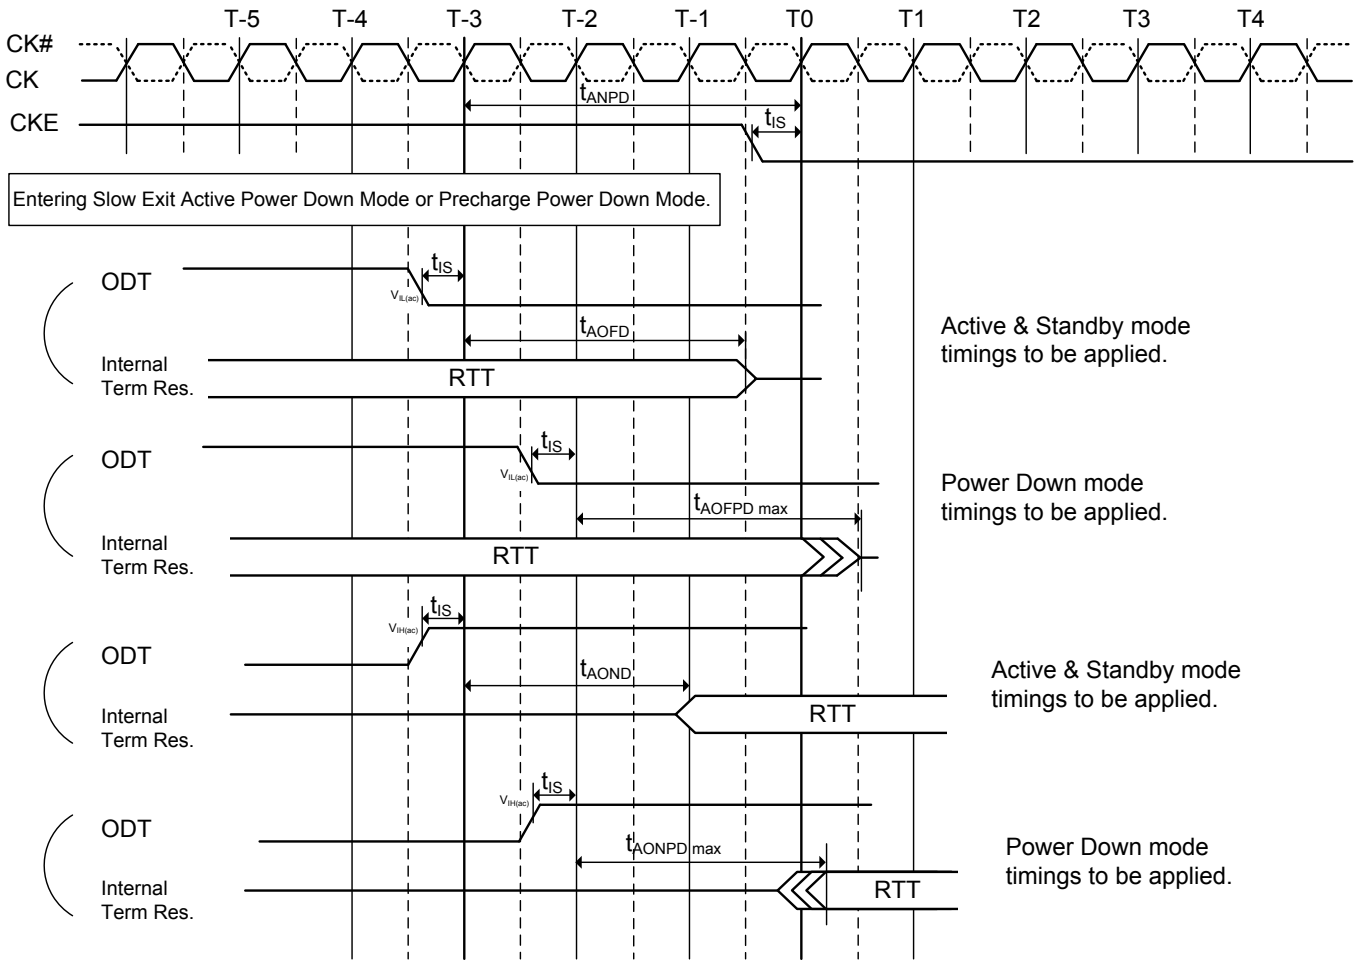 T-5 T-4 T-3 T-2 T-1 T0 T1 T2 T3 T4
CK#
CK
tANPD
CKE
tIS
Entering Slow Exit Active Power Down Mode or Precharge Power Down Mode.
tIS
ODT
VIL(ac)
tAOFD
Active & Standby mode
timings to be applied.
Internal
Term Res.
RTT
tIS
ODT
VIL(ac)
tAOFPD max
Power Down mode
timings to be applied.
Internal
Term Res.
RTT
tIS
VIH(ac)
ODT
tAOND
Active & Standby mode
timings to be applied.
Internal
Term Res.
RTT
tIS
VIH(ac)
ODT
tAONPD max
Power Down mode
timings to be applied.
Internal
Term Res.
RTT